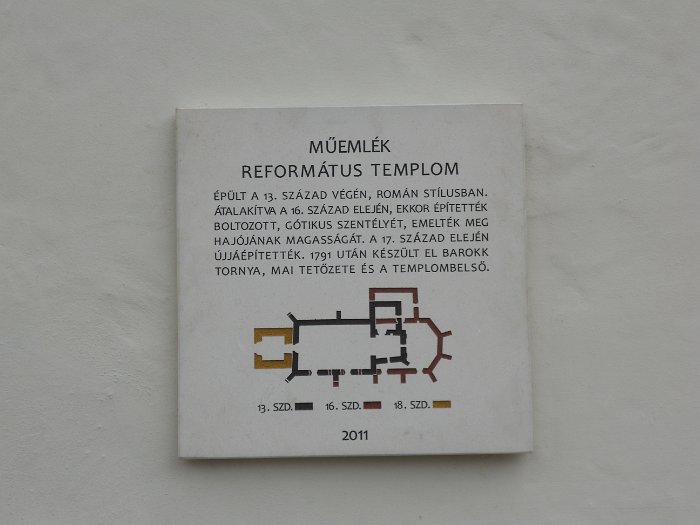 MŰEMLÉK
REFORMÁTUS TEMPLOM
ÉPÜLT A 13. SZÁZAD VÉGÉN, ROMÁN STÍLUSBAN.
ÁTALAKÍTVA A 16. SZÁZAD ELEJÉN, EKKOR ÉPÍTETTÉK
BOLTOZOTT, GÓTIKUS SZENTÉLYÉT, EMELTÉK MEG
HAJÓJÁNAK MAGASSÁGÁT. A 17. SZÁZAD ELEJÉN
ÚJJÁÉPÍTETTÉK. 1791 UTÁN KÉSZÜLT EL BAROKK
TORNYA, MAI TETŐZETE ÉS A TEMPLOMBELSŐ.
13. SZD. 16. SZD. 18. SZD.
2011